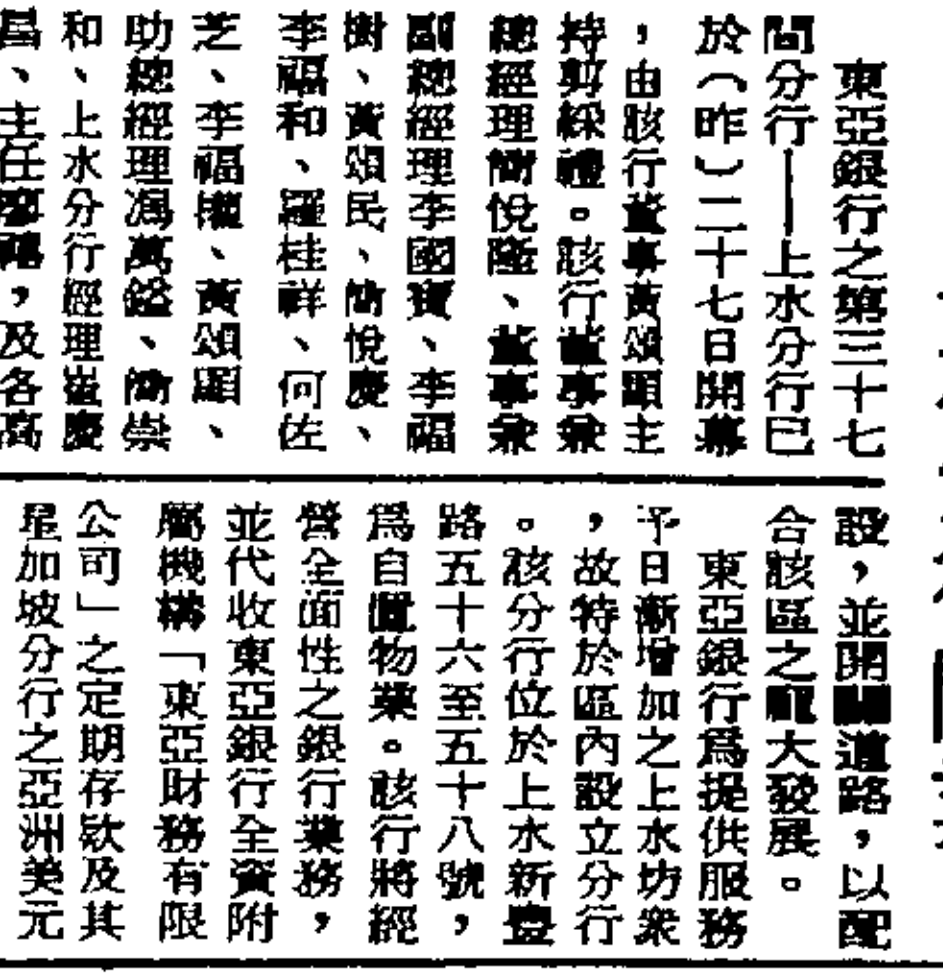 東亞銀行之第三十七
間分行——上水分行已
於（昨）二十七日開幕
，由該行董事黃頌顯主
持剪綵禮。該行董事兼
總經理簡悅隆、董事兼
副總經理李國寶、李福
樹、黃頌民、簡悅慶、
李福和、羅桂祥、何佐
芝、李福權、黃頌顯、
助總經理馮萬鎰、簡崇
和、上水分行經理崔慶
昌、主任廖禧，及各高
設，並開闢道路，以配
合該區之龐大發展。
東亞銀行爲提供服務
予日漸增加之上水坊衆
，故特於區內設立分行
。該分行位於上水新豐
路五十六至五十八號，
爲自置物業。該行將經
營全面性之銀行業務，
並代收東亞銀行全資附
屬機構「東亞財務有限
公司」之定期存款及其
星加坡分行之亞洲美元